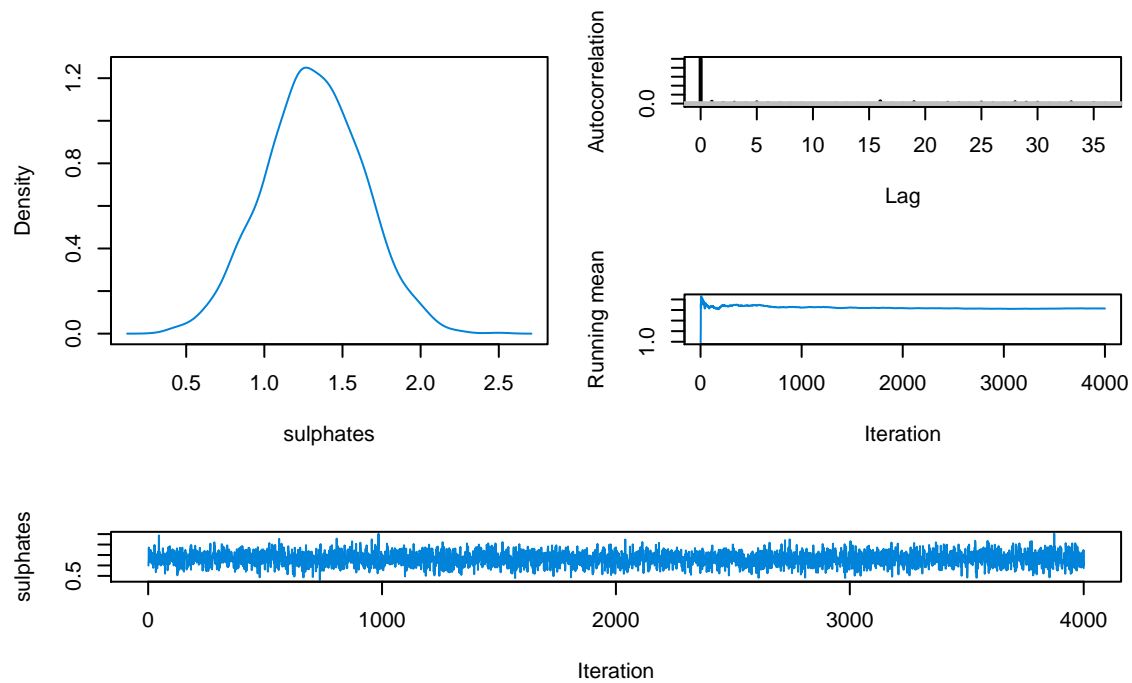 Density
0.0
0.4
0.8
1.2
0.5 1.0 1.5 2.0 2.5
sulphates
Autocorrelation
0.0
0 5 10 15 20 25 30 35
Lag
Running mean
1.0
0 1000 2000 3000 4000
Iteration
sulphates
0.5
0 1000 2000 3000 4000
Iteration